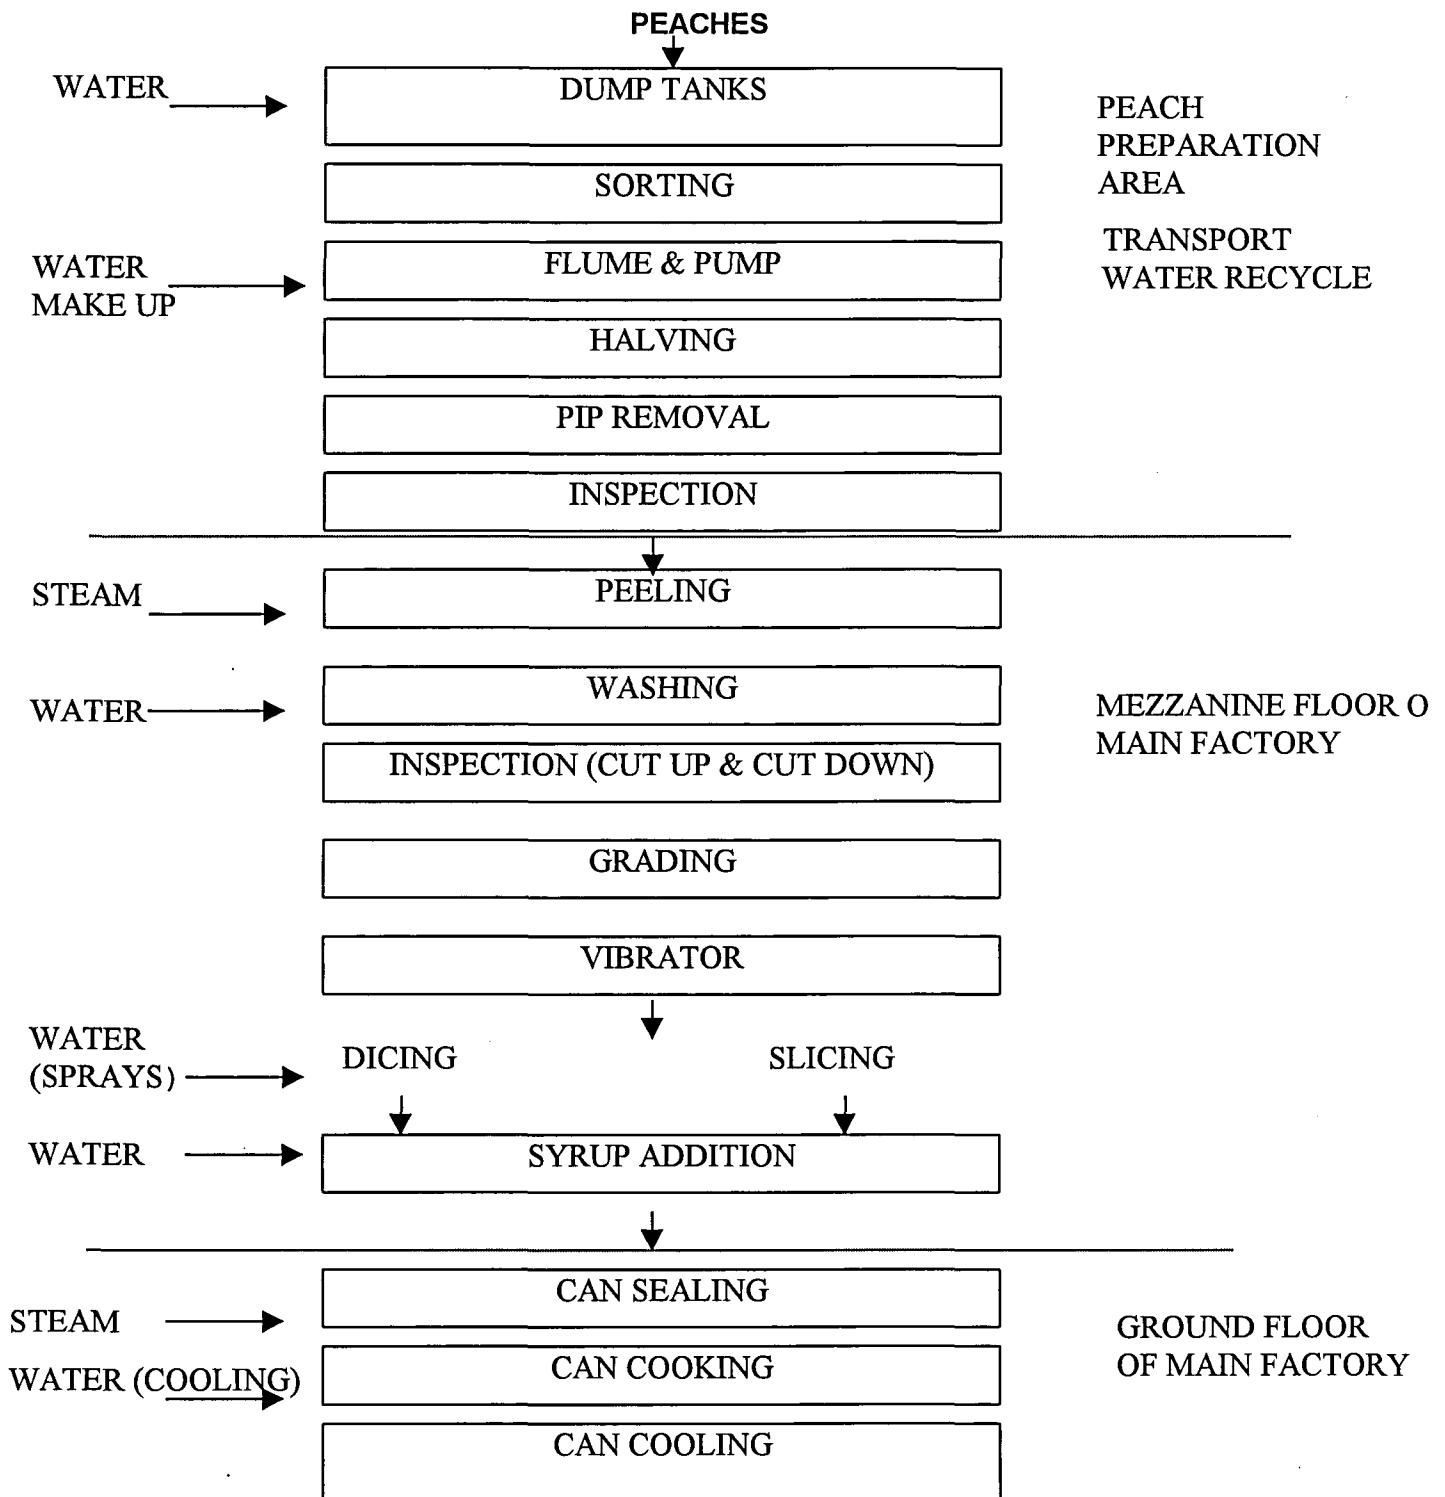 PEACHES
WATER
DUMP TANKS
PEACH
PREPARATION
AREA
SORTING
TRANSPORT
WATER RECYCLE
WATER
MAKE UP
FLUME & PUMP
HALVING
PIP REMOVAL
INSPECTION
STEAM
PEELING
WATER
WASHING
MEZZANINE FLOOR O
MAIN FACTORY
INSPECTION (CUT UP & CUT DOWN)
GRADING
VIBRATOR
WATER
(SPRAYS)
DICING
SLICING
WATER
SYRUP ADDITION
CAN SEALING
STEAM
GROUND FLOOR
OF MAIN FACTORY
WATER (COOLING)
CAN COOKING
CAN COOLING